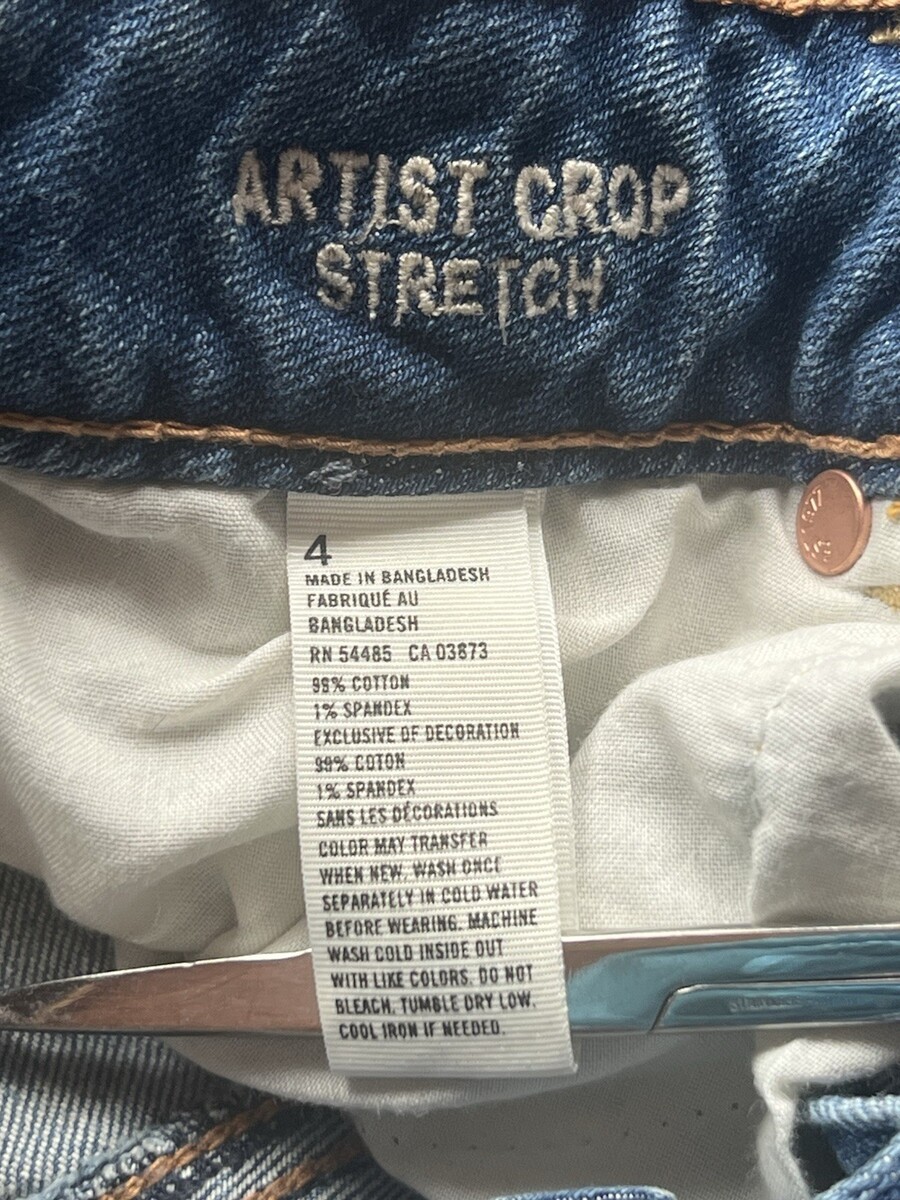 ARTIST CROP
STRETCH
4
MADE IN BANGLADESH
FABRIQUÉ AU
BANGLADESH
RN 54485 CA 03873
99% COTTON
1% SPANDEX
EXCLUSIVE OF DECORATION
99% COTON
1% SPANDEX
SANS LES DÉCORATIONS
COLOR MAY TRANSFER
WHEN NEW. WASH ONCE
SEPARATELY IN COLD WATER
BEFORE WEARING. MACHINE
WASH COLD INSIDE OUT
WITH LIKE COLORS. DO NOT
BLEACH. TUMBLE DRY LOW.
COOL IRON IF NEEDED.